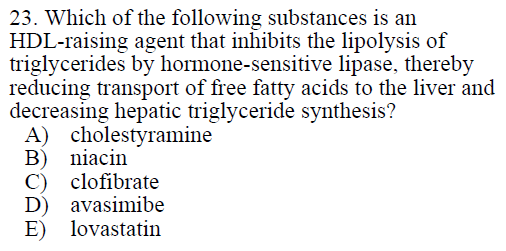 23. Which of the following substances is an
HDL-raising agent that inhibits the lipolysis of
triglycerides by hormone-sensitive lipase, thereby
reducing transport of free fatty acids to the liver and
decreasing hepatic triglyceride synthesis?
A) cholestyramine
B) niacin
C) clofibrate
D) avasimibe
E) lovastatin